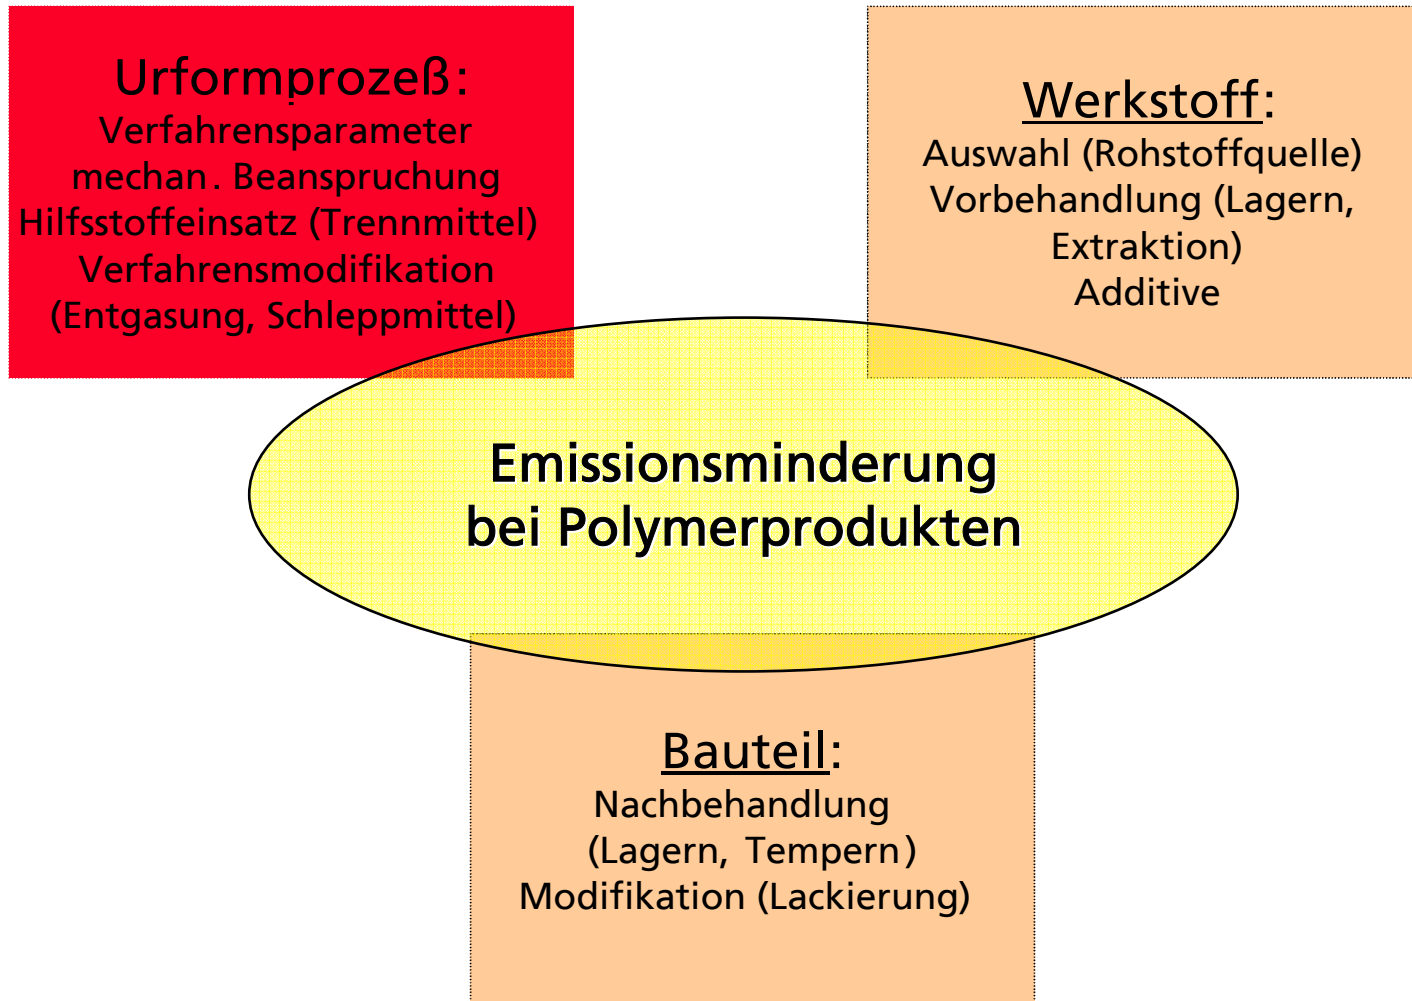 Urformprozeß:
Verfahrensparameter
mechan. Beanspruchung
Hilfsstoffeinsatz (Trennmittel)
Verfahrensmodifikation
(Entgasung, Schleppmittel)
Werkstoff:
Auswahl (Rohstoffquelle)
Vorbehandlung (Lagern,
Extraktion)
Additive
Emissionsminderung
bei Polymerprodukten
Bauteil:
Nachbehandlung
(Lagern, Tempern)
Modifikation (Lackierung)